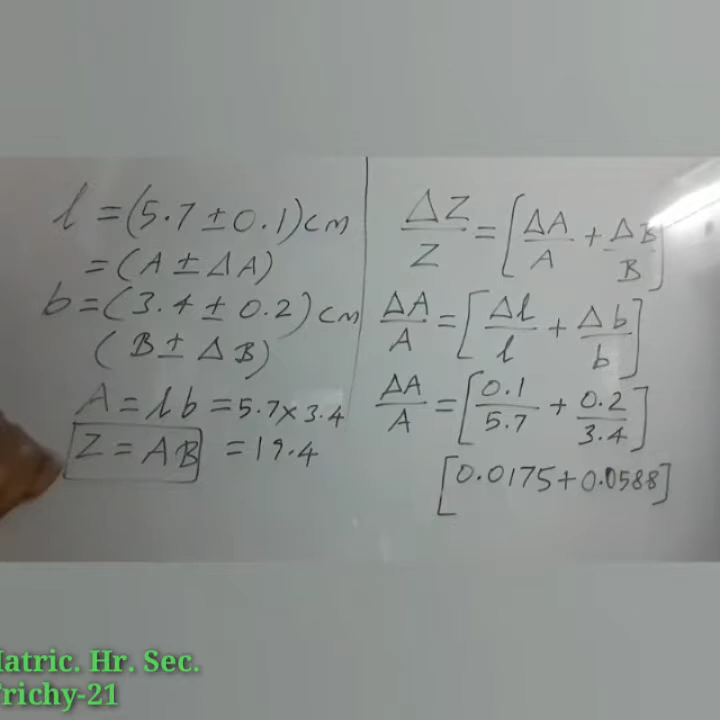 l = (5.7 ± 0.1) cm
= (A ± ΔA)
b = (3.4 ± 0.2) cm
(B ± ΔB)
A = lb = 5.7 × 3.4
Z = AB = 19.4
ΔZ/Z = [ΔA/A + ΔB/B]
ΔA/A = [Δl/l + Δb/b]
ΔA/A = [0.1/5.7 + 0.2/3.4]
[0.0175 + 0.0588]
Matric. Hr. Sec.
Trichy-21